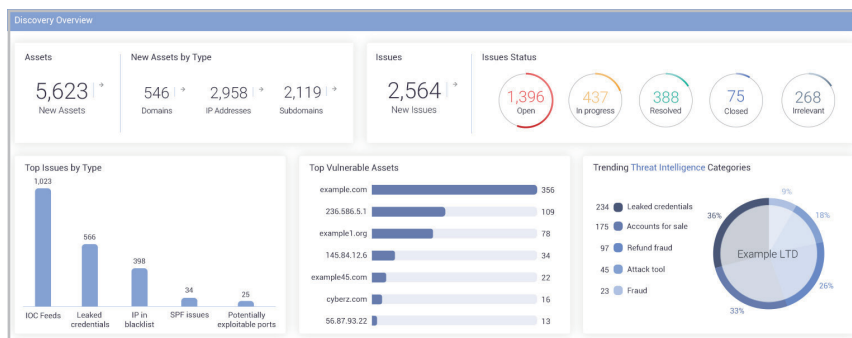 Discovery Overview
Assets
5,623
New Assets
New Assets by Type
546
Domains
2,958
IP Addresses
2,119
Subdomains
Issues
2,564
New Issues
Issues Status
1,396
Open
437
In progress
388
Resolved
75
Closed
268
Irrelevant
Top Issues by Type
1,023
566
398
34
25
IOC Feeds
Leaked
credentials
IP in
blacklist
SPF issues
Potentially
exploitable ports
Top Vulnerable Assets
example.com 356
236.586.5.1 109
example1.org 78
145.84.12.6 34
example45.com 22
cyberz.com 16
56.87.93.22 13
Trending Threat Intelligence Categories
234 Leaked credentials
175 Accounts for sale
97 Refund fraud
45 Attack tool
23 Fraud
9%
18%
36%
Example LTD
26%
33%